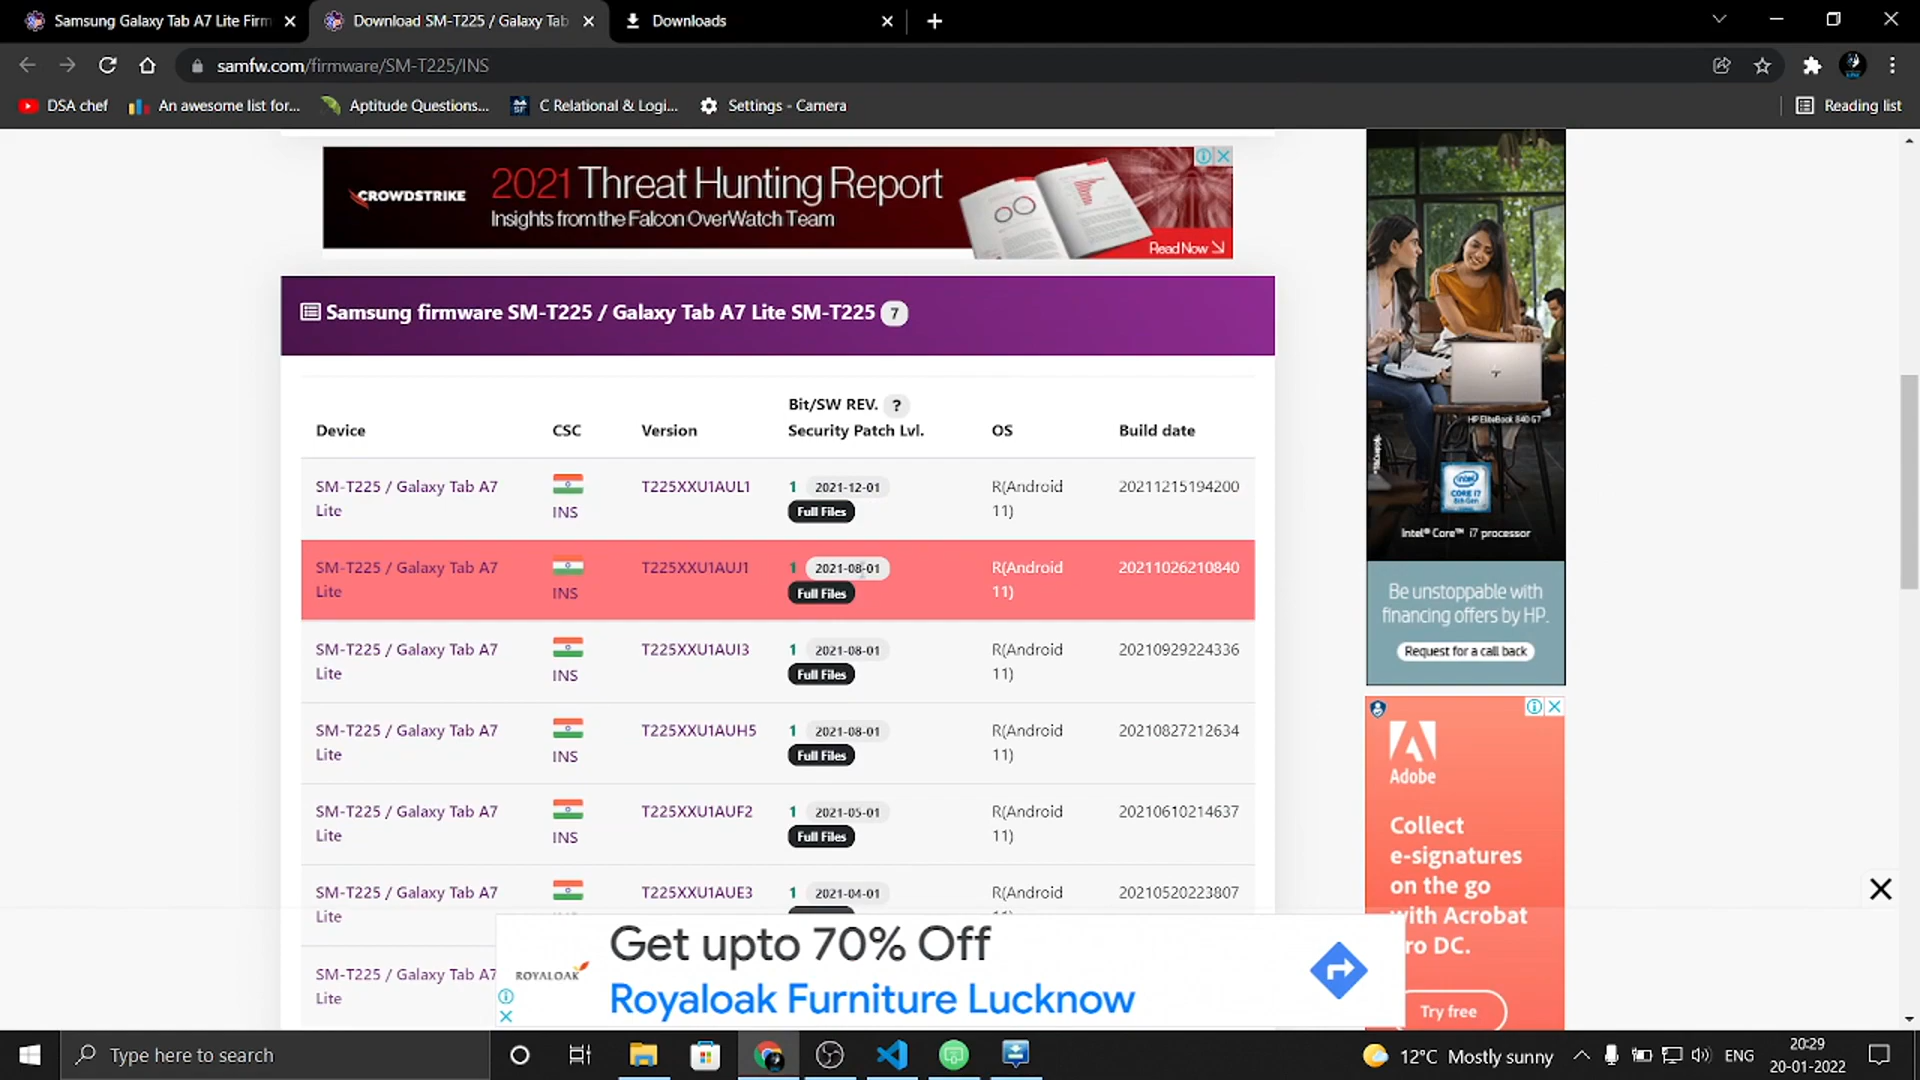 Samsung Galaxy Tab A7 Lite Firm
Download SM-T225 / Galaxy Tab
Downloads
samfw.com/firmware/SM-T225/INS
DSA chef
An awesome list for...
Aptitude Questions...
C Relational & Logi...
Settings - Camera
Reading list
CROWDSTRIKE
2021 Threat Hunting Report
Insights from the Falcon OverWatch Team
Read Now
Samsung firmware SM-T225 / Galaxy Tab A7 Lite SM-T225 7
Device
CSC
Version
Bit/SW REV. ?
Security Patch Lvl.
OS
Build date
SM-T225 / Galaxy Tab A7
Lite
INS
T225XXU1AUL1
1 2021-12-01
Full Files
R(Android
11)
20211215194200
SM-T225 / Galaxy Tab A7
Lite
INS
T225XXU1AUJ1
1 2021-08-01
Full Files
R(Android
11)
20211026210840
SM-T225 / Galaxy Tab A7
Lite
INS
T225XXU1AUI3
1 2021-08-01
Full Files
R(Android
11)
20210929224336
SM-T225 / Galaxy Tab A7
Lite
INS
T225XXU1AUH5
1 2021-08-01
Full Files
R(Android
11)
20210827212634
SM-T225 / Galaxy Tab A7
Lite
INS
T225XXU1AUF2
1 2021-05-01
Full Files
R(Android
11)
20210610214637
SM-T225 / Galaxy Tab A7
Lite
T225XXU1AUE3
1 2021-04-01
R(Android
20210520223807
SM-T225 / Galaxy Tab A7
Lite
HP EliteBook 840 G7
intel
CORE i7
Intel® Core™ i7 processor
Be unstoppable with
financing offers by HP.
Request for a call back
Adobe
Collect
e-signatures
on the go
with Acrobat
ro DC.
Try free
ROYALOAK
Get upto 70% Off
Royaloak Furniture Lucknow
Type here to search
12°C Mostly sunny
ENG
20:29
20-01-2022